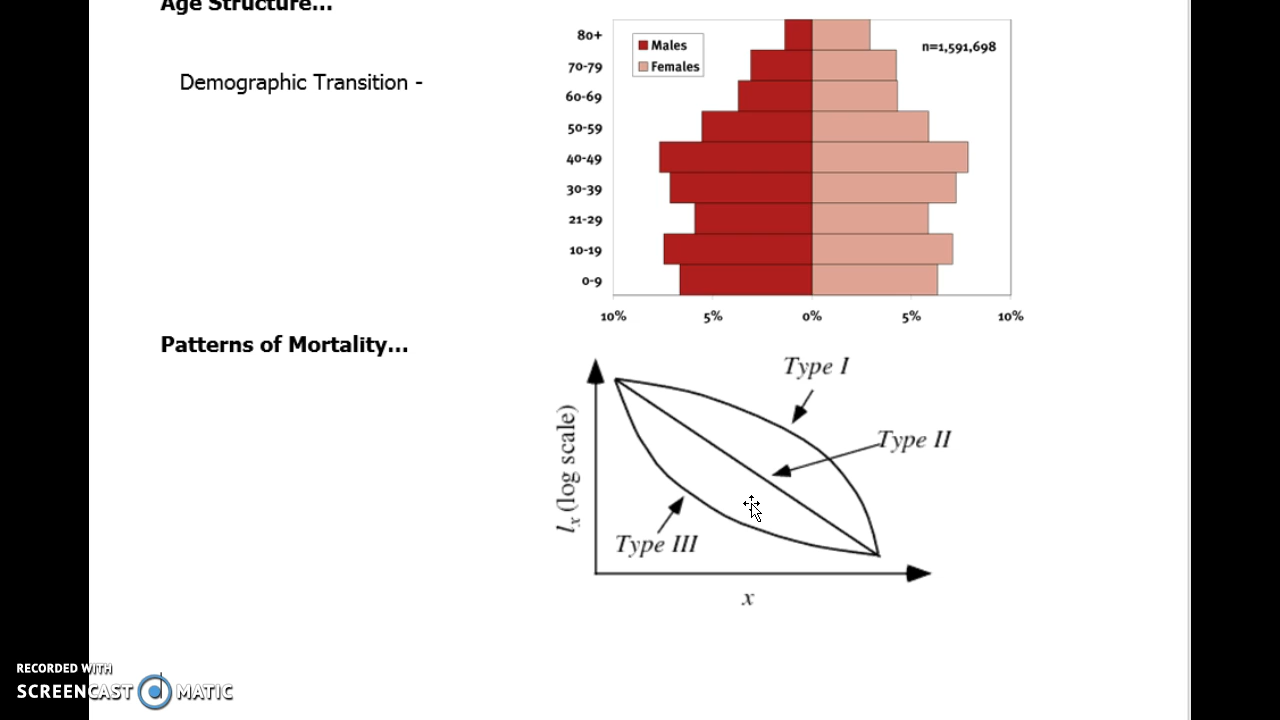 Age Structure...
Demographic Transition -
80+
70-79
60-69
50-59
40-49
30-39
21-29
10-19
0-9
Males
Females
n=1,591,698
10%
5%
0%
5%
10%
Patterns of Mortality...
lx (log scale)
Type I
Type II
Type III
x
RECORDED WITH
SCREENCAST MATIC